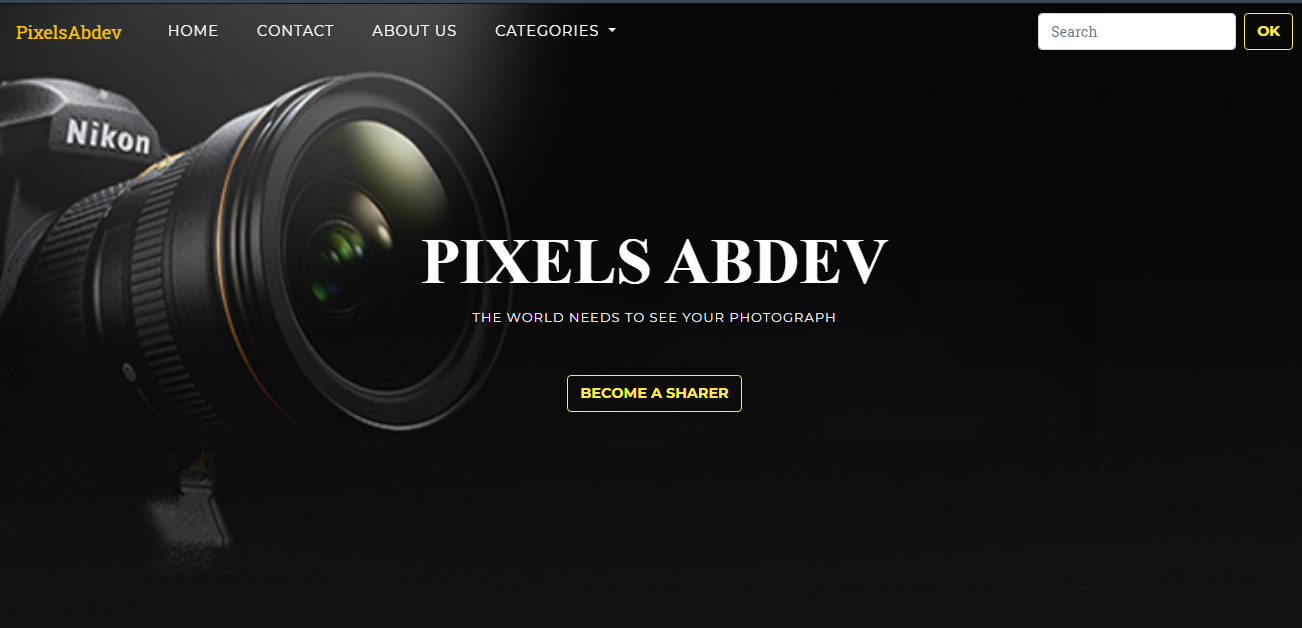 PixelsAbdev
HOME
CONTACT
ABOUT US
CATEGORIES
Search
OK
Nikon
PIXELS ABDEV
THE WORLD NEEDS TO SEE YOUR PHOTOGRAPH
BECOME A SHARER